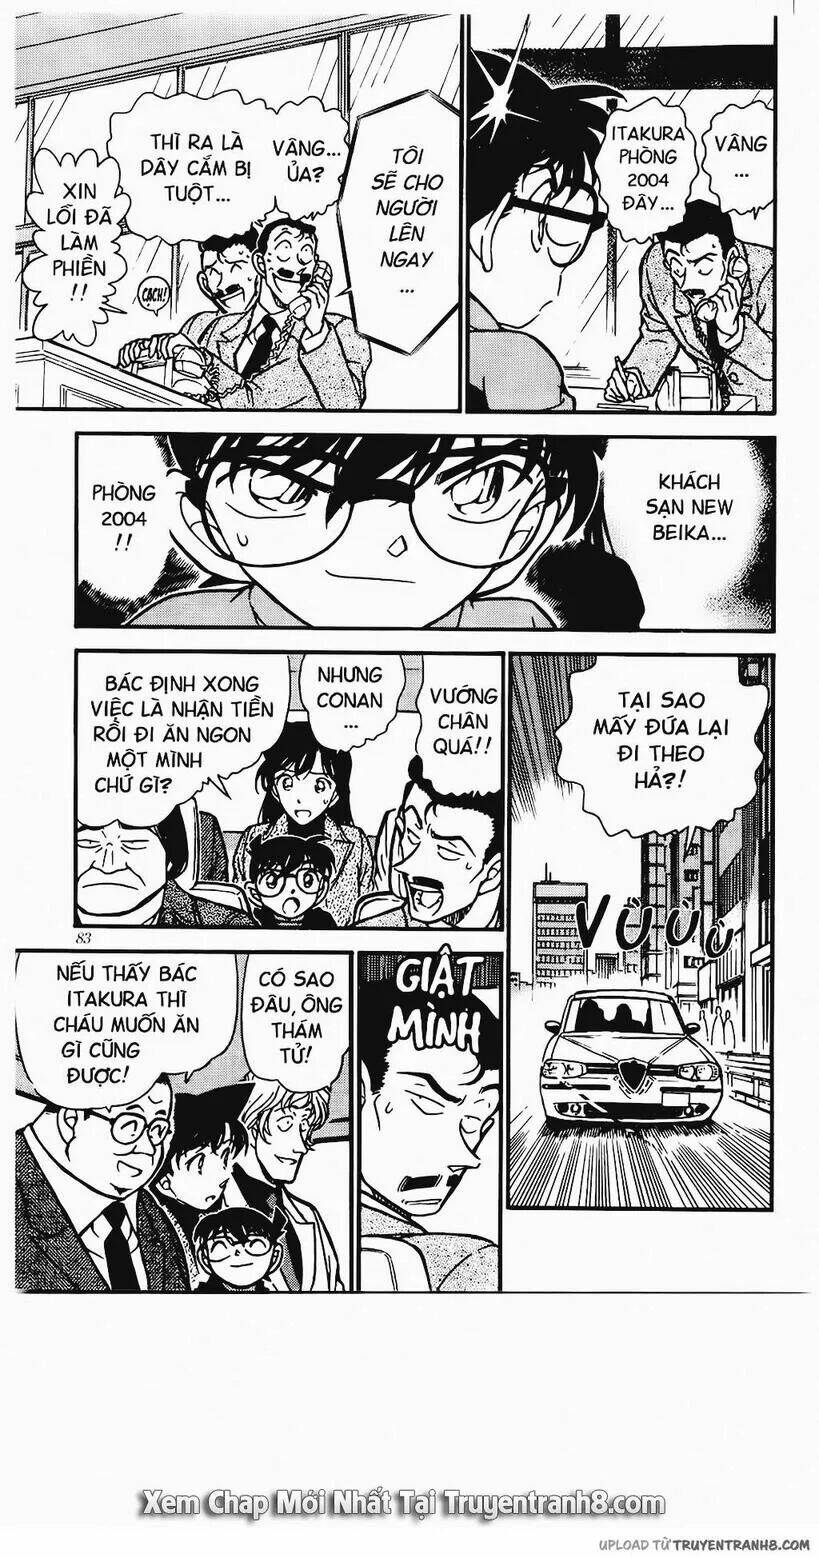 ITAKURA
PHÒNG
2004
ĐÂY...
VÂNG
...
TÔI
SẼ CHO
NGƯỜI
LÊN
NGAY
...
VÂNG...
ỦA?
THÌ RA LÀ
DÂY CẮM BỊ
TUỘT...
XIN
LỖI ĐÃ
LÀM
PHIỀN
!!
CẠCH!
KHÁCH
SẠN NEW
BEIKA...
PHÒNG
2004
!!
TẠI SAO
MẤY ĐỨA LẠI
ĐI THEO
HẢ?!
VÙÙÙÙ
VƯỚNG
CHÂN
QUÁ!!
NHƯNG
CONAN
...
BÁC ĐỊNH XONG
VIỆC LÀ NHẬN TIỀN
RỒI ĐI ĂN NGON
MỘT MÌNH
CHỨ GÌ?
83
GIẬT
MÌNH
CÓ SAO
ĐÂU, ÔNG
THÁM
TỬ!
NẾU THẤY BÁC
ITAKURA THÌ
CHÁU MUỐN ĂN
GÌ CŨNG
ĐƯỢC!
Xem Chap Mới Nhất Tại Truyentranh8.com
UPLOAD TỪ TRUYENTRANH8.COM